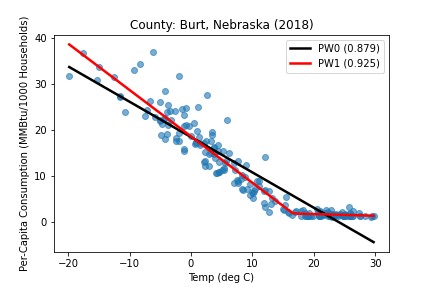 County: Burt, Nebraska (2018)
PW0 (0.879)
PW1 (0.925)
Per-Capita Consumption (MMBtu/1000 Households)
40
30
20
10
0
−20 −10 0 10 20 30
Temp (deg C)